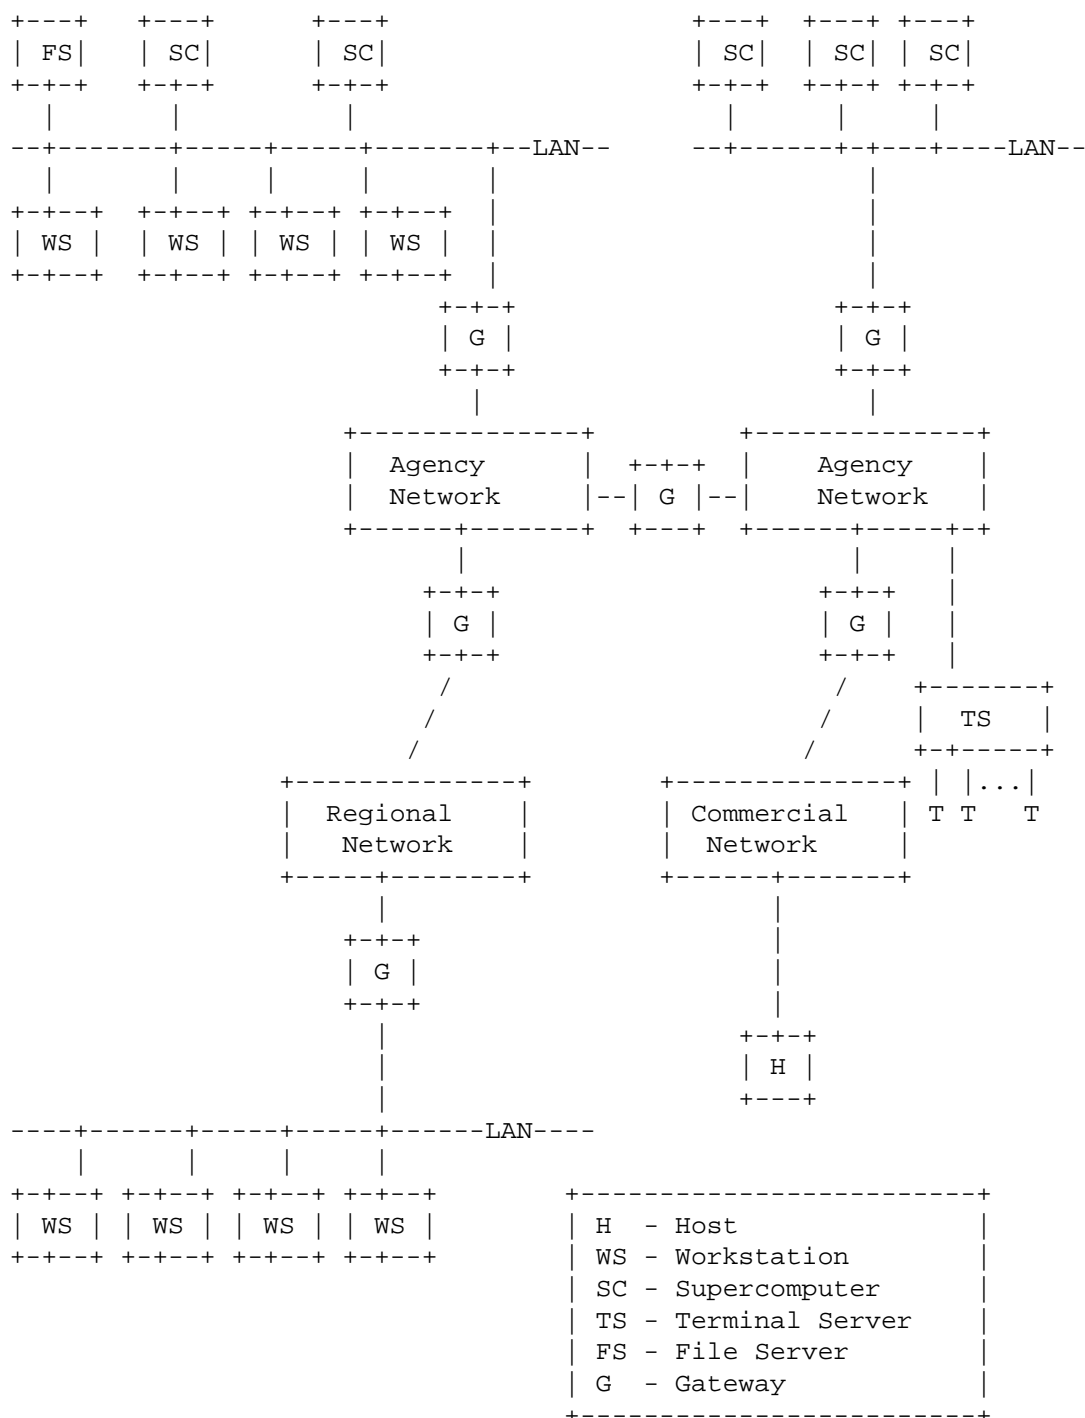 FS SC SC SC SC SC
LAN LAN
WS WS WS WS
G G
Agency Agency
Network G Network
G G
TS
...
Regional Commercial T T T
Network Network
G
H
LAN
WS WS WS WS
H - Host
WS - Workstation
SC - Supercomputer
TS - Terminal Server
FS - File Server
G - Gateway